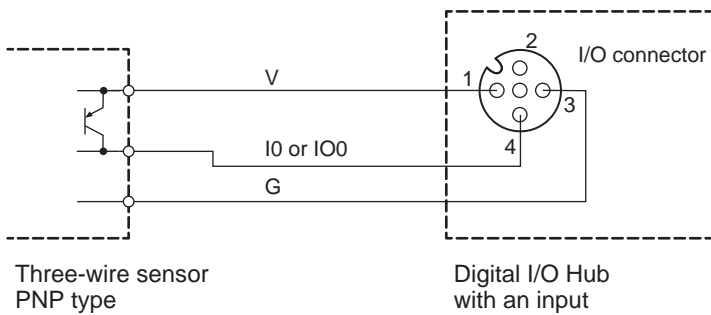 2
I/O connector
V
1
3
I0 or IO0
4
G
Three-wire sensor
PNP type
Digital I/O Hub
with an input